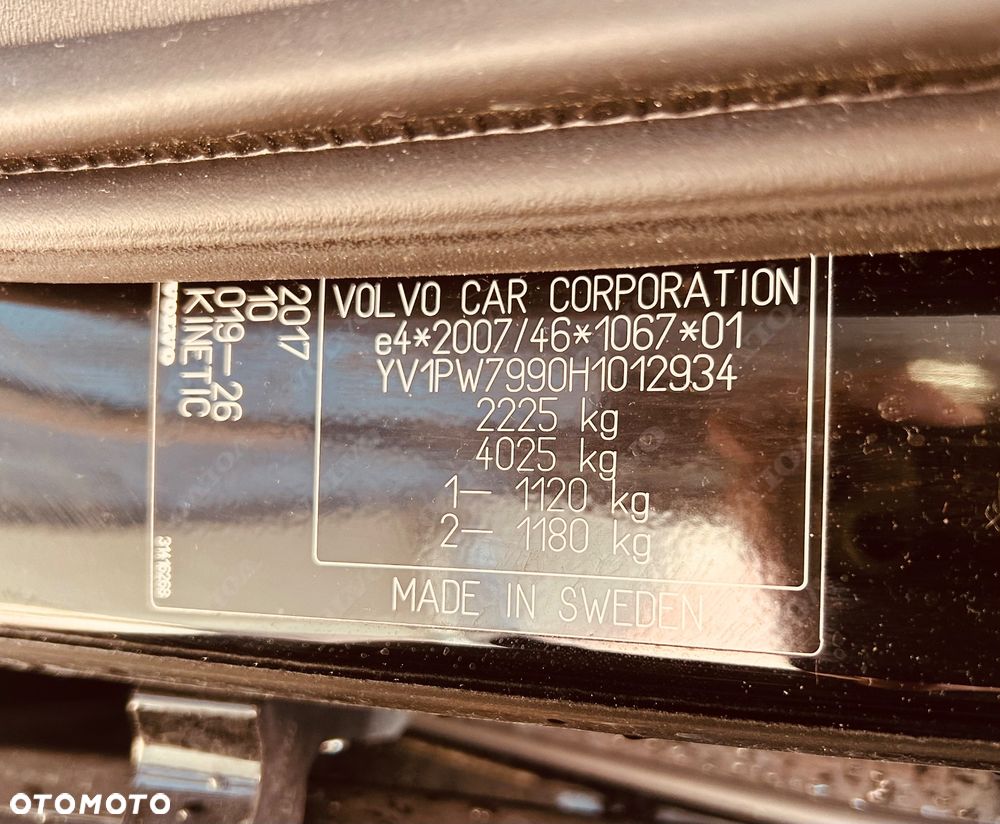 VOLVO CAR CORPORATION
e4*2007/46*1067*01
YV1PW7990H1012934
2225 kg
4025 kg
1— 1120 kg
2— 1180 kg
MADE IN SWEDEN
2017
10
019—26
KINETIC
OTOMOTO